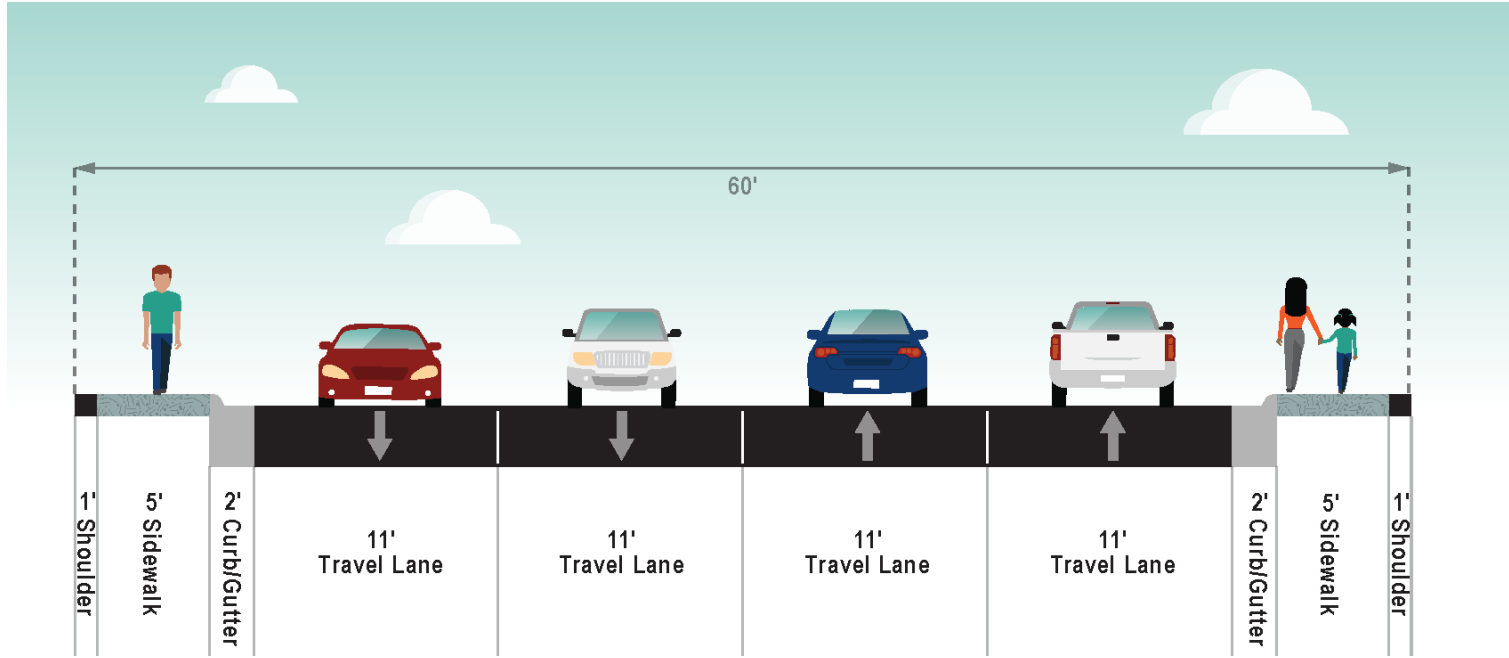 60'
1' Shoulder
5' Sidewalk
2' Curb/Gutter
11'
Travel Lane
11'
Travel Lane
11'
Travel Lane
11'
Travel Lane
2' Curb/Gutter
5' Sidewalk
1' Shoulder